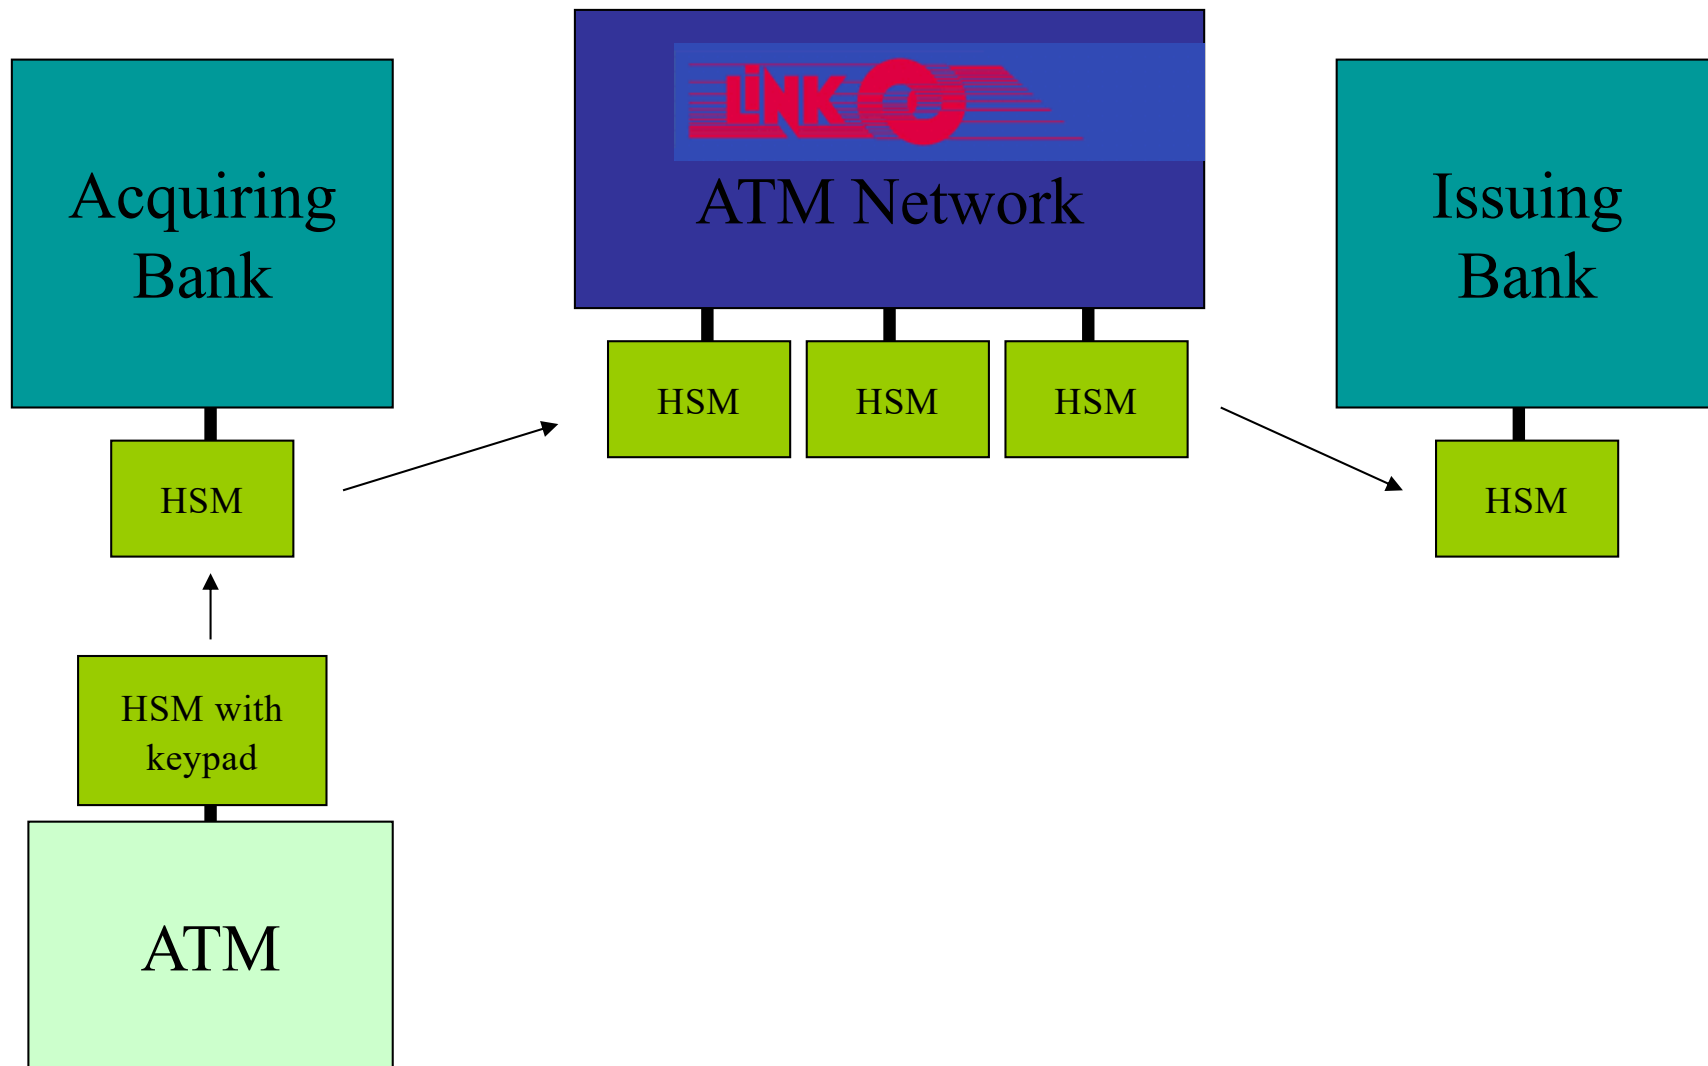 LINK
Acquiring
Bank
ATM Network
Issuing
Bank
HSM
HSM
HSM
HSM
HSM
HSM with
keypad
ATM